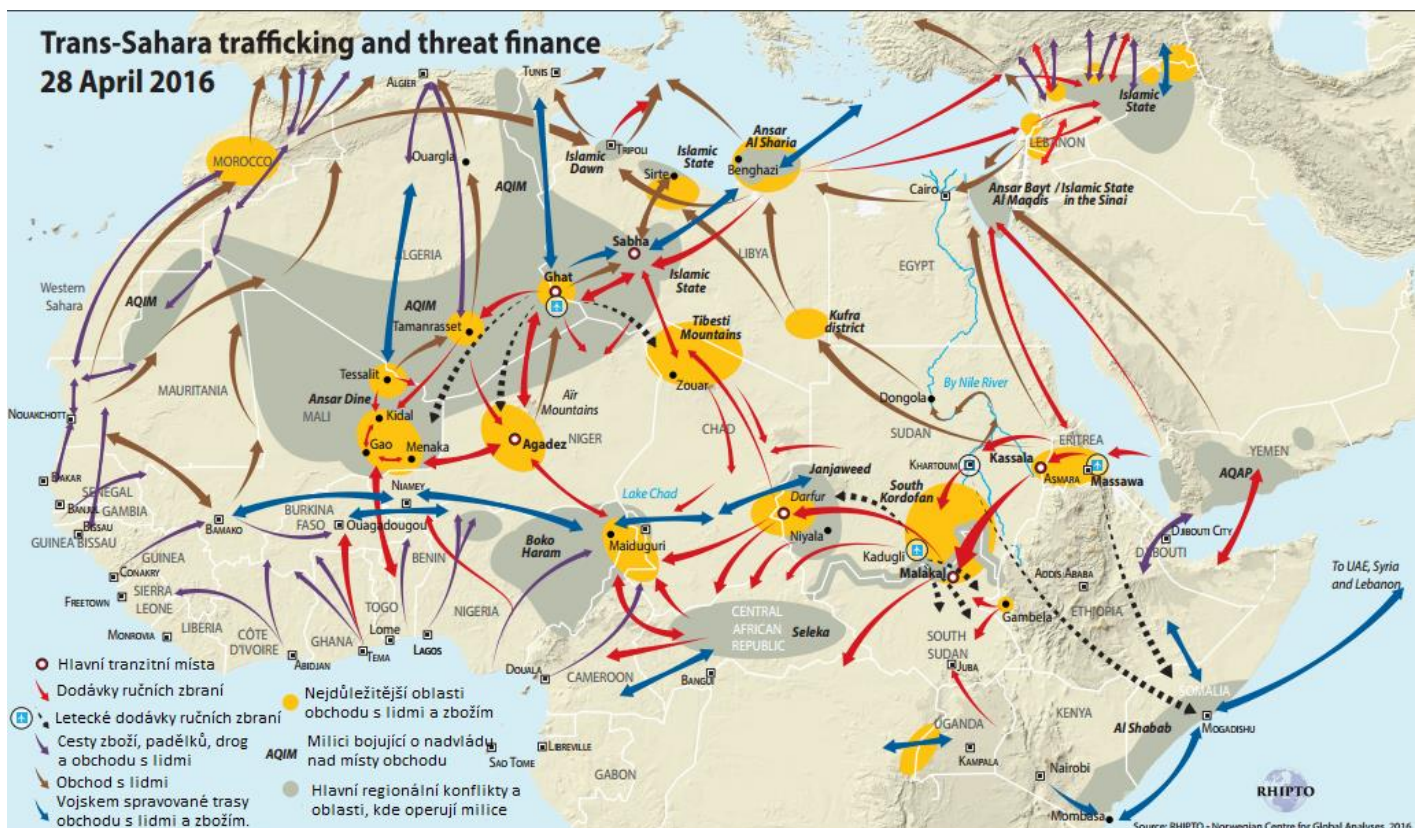 Trans-Sahara trafficking and threat finance
28 April 2016
ALGIER
TUNIS
Islamic
State
MOROCCO
Ouargla
AQIM
Islamic
Dawn
TRIPOLI
Islamic
State
Sirte
Ansar
Al Sharia
Benghazi
LEBANON
Cairo
Ansar Bayt / Islamic State
Al Maqdis in the Sinai
ALGERIA
Sabha
LIBYA
EGYPT
Western
Sahara
AQIM
AQIM
Ghat
Islamic
State
Tamanrasset
Tibesti
Mountains
Kufra
district
Zouar
Tessalit
MAURITANIA
Ansar Dine
MALI
Kidal
Gao
Menaka
Aïr
Mountains
Agadez
NIGER
CHAD
By Nile River
Dongola
SUDAN
NOUAKCHOTT
ERITREA
YEMEN
AQAP
KHARTOUM
Kassala
ASMARA
Massawa
Janjaweed
South
Kordofan
Darfur
Niyala
DAKAR
SENEGAL
BANJUL
GAMBIA
BISSAU
GUINEA BISSAU
BAMAKO
NIAMEY
BURKINA
FASO
Ouagadougou
Lake Chad
Boko
Haram
Maiduguri
Kadugli
Malakal
DJIBOUTI CITY
DJIBOUTI
ADDIS ABABA
ETHIOPIA
Gambela
To UAE, Syria
and Lebanon
GUINEA
CONAKRY
FREETOWN
SIERRA
LEONE
MONROVIA
LIBERIA
CÔTE
D'IVOIRE
ABIDJAN
GHANA
TEMA
TOGO
Lome
BENIN
LAGOS
NIGERIA
DOUALA
CAMEROON
CENTRAL
AFRICAN
REPUBLIC
Seleka
BANGUI
SOUTH
SUDAN
JUBA
UGANDA
KAMPALA
KENYA
Nairobi
Mombasa
SOMALIA
MOGADISHU
Al Shabab
SAO TOME
LIBREVILLE
GABON
Hlavní tranzitní místa
Dodávky ručních zbraní
Letecké dodávky ručních zbraní
Cesty zboží, padělků, drog
a obchodu s lidmi
Obchod s lidmi
Vojskem spravované trasy
obchodu s lidmi a zbožím.
Nejdůležitější oblasti
obchodu s lidmi a zbožím
AQIM
Milici bojující o nadvládu
nad místy obchodu
Hlavní regionální konflikty a
oblasti, kde operují milice
RHIPTO
Source: RHIPTO - Norwegian Centre for Global Analyses, 2016